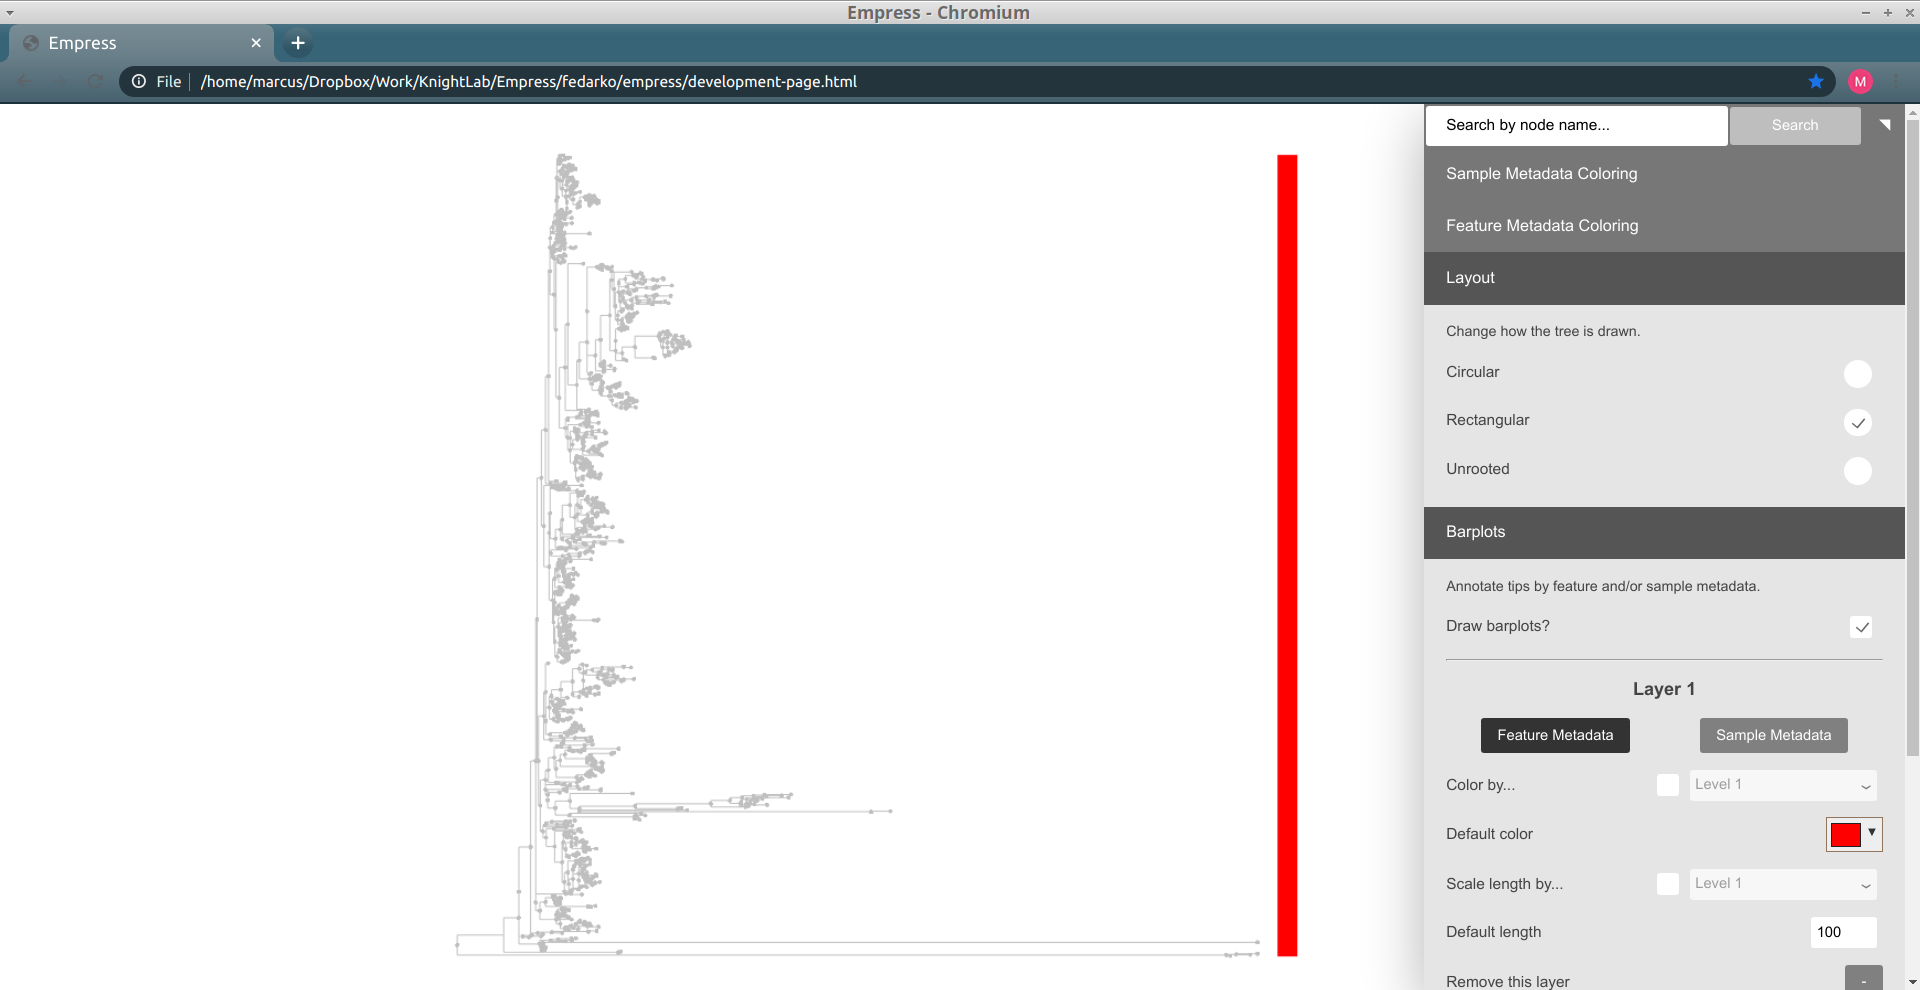 Empress - Chromium
Empress
File /home/marcus/Dropbox/Work/KnightLab/Empress/fedarko/empress/development-page.html
M
Search by node name...
Search
Sample Metadata Coloring
Feature Metadata Coloring
Layout
Change how the tree is drawn.
Circular
Rectangular
Unrooted
Barplots
Annotate tips by feature and/or sample metadata.
Draw barplots?
Layer 1
Feature Metadata
Sample Metadata
Color by...
Level 1
Default color
Scale length by...
Level 1
Default length
100
Remove this layer
-